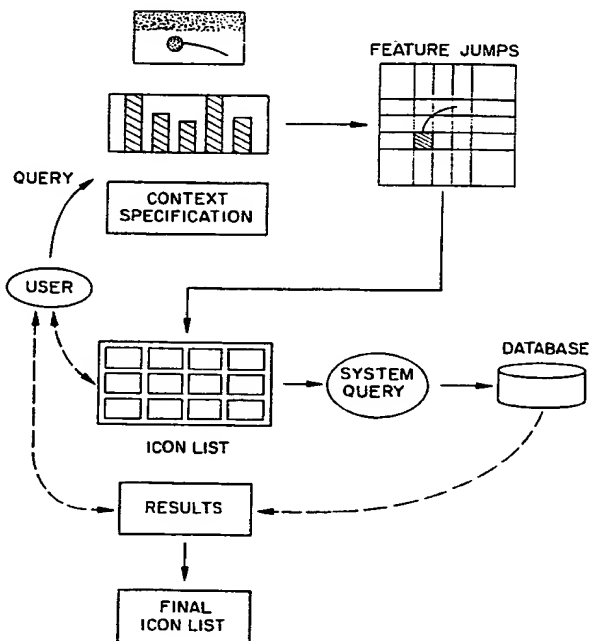 FEATURE JUMPS
QUERY
CONTEXT
SPECIFICATION
USER
ICON LIST
SYSTEM
QUERY
DATABASE
RESULTS
FINAL
ICON LIST